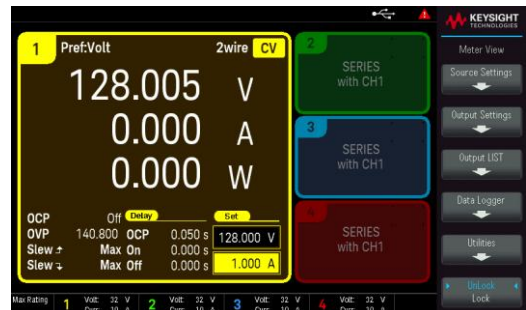 KEYSIGHT
TECHNOLOGIES
1 Pref:Volt 2wire CV
128.005 V
0.000 A
0.000 W
OCP Off Delay Set
OVP 140.800 OCP 0.050 s 128.000 V
Slew Max On 0.000 s
Slew Max Off 0.000 s 1.000 A
2
SERIES
with CH1
3
SERIES
with CH1
4
SERIES
with CH1
Meter View
Source Settings
Output Settings
Output LIST
Data Logger
Utilities
UnLock
Lock
Max Rating 1 Volt: 32 V 2 Volt: 32 V 3 Volt: 32 V 4 Volt: 32 V